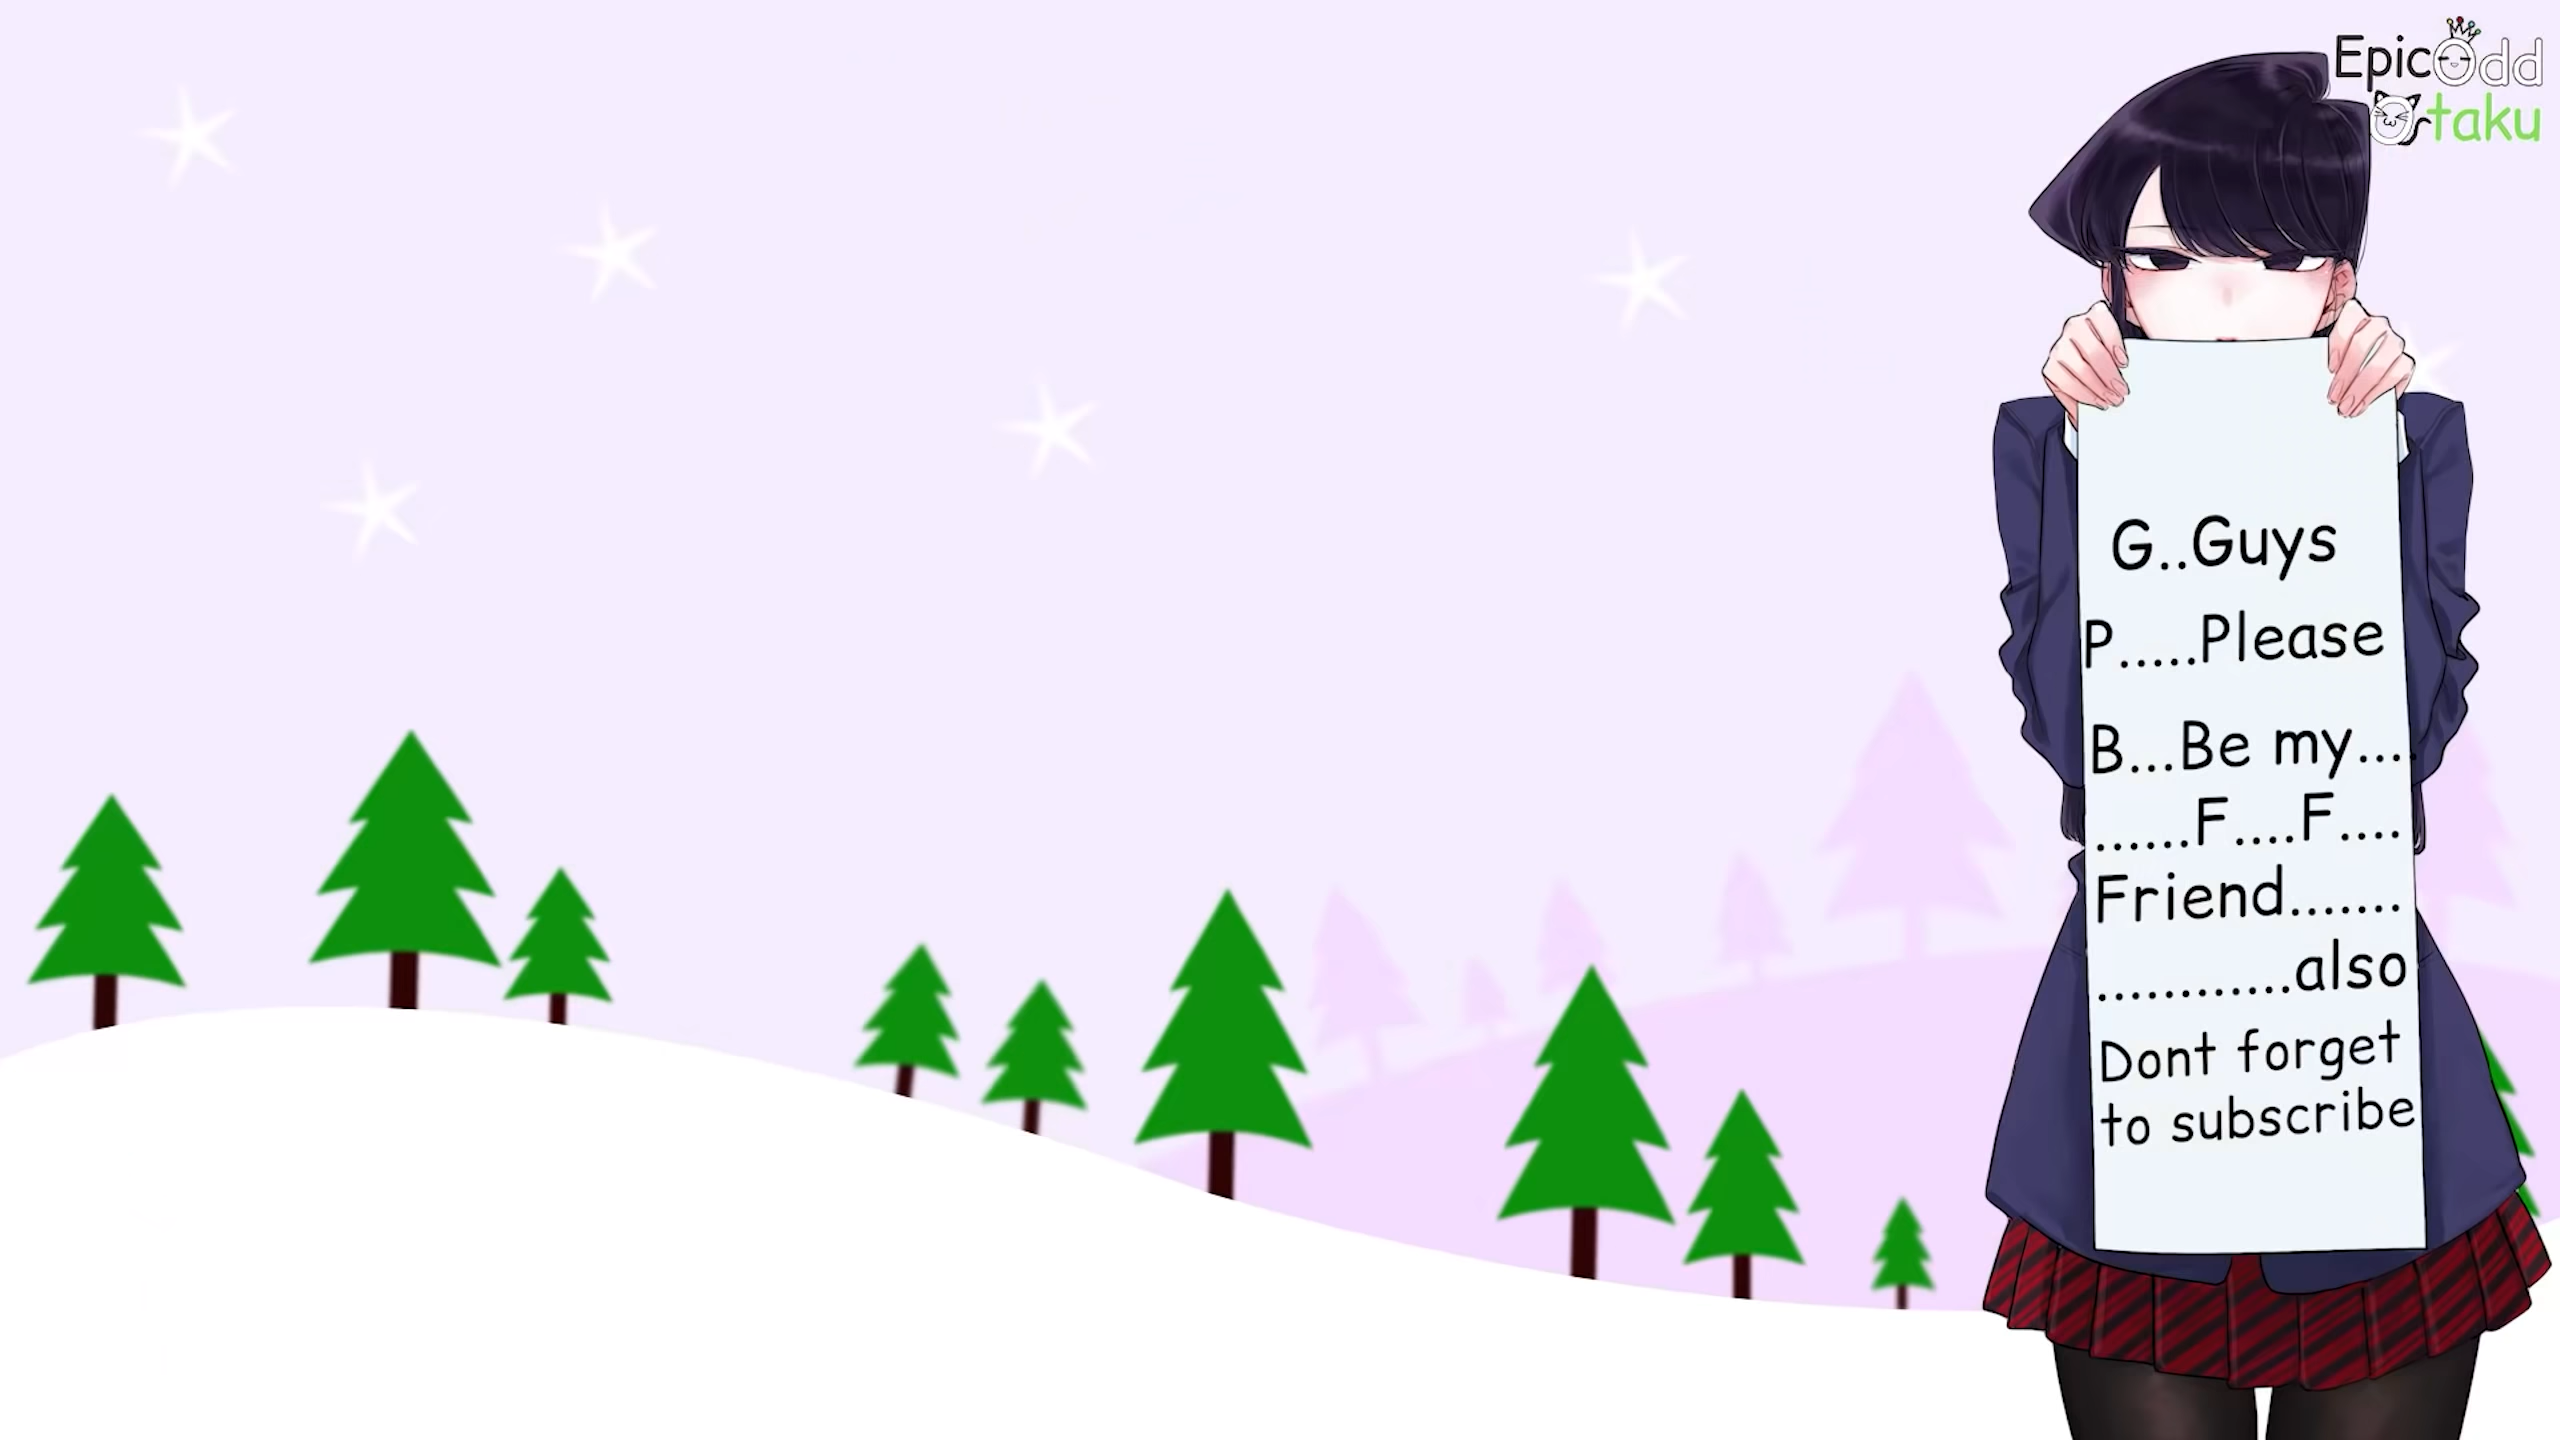 EpicOdd
Otaku
G..Guys
P.....Please
B...Be my....
......F....F....
Friend.......
............also
Dont forget
to subscribe